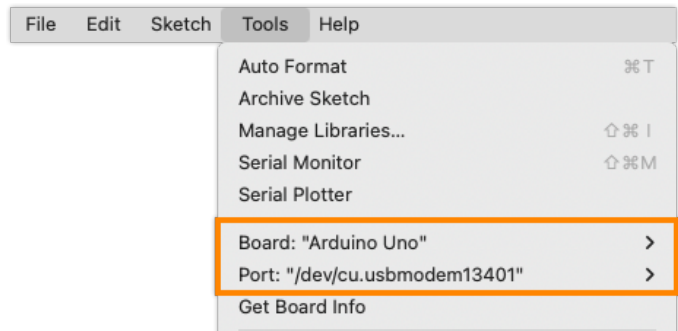 File Edit Sketch Tools Help
Auto Format ⌘T
Archive Sketch
Manage Libraries... ⇧⌘I
Serial Monitor ⇧⌘M
Serial Plotter
Board: "Arduino Uno" >
Port: "/dev/cu.usbmodem13401" >
Get Board Info